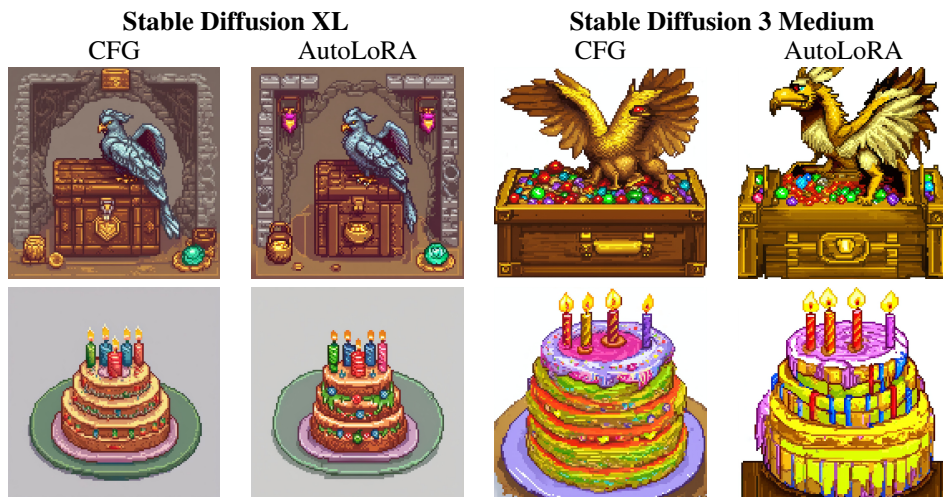 Stable Diffusion XL
Stable Diffusion 3 Medium
CFG
AutoLoRA
CFG
AutoLoRA